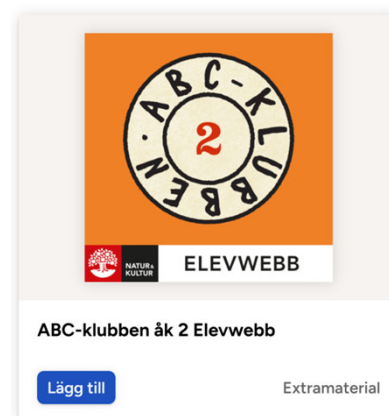 ABC-KLUBBEN ·
2
NATUR &
KULTUR
ELEVWEBB
ABC-klubben åk 2 Elevwebb
Lägg till
Extramaterial